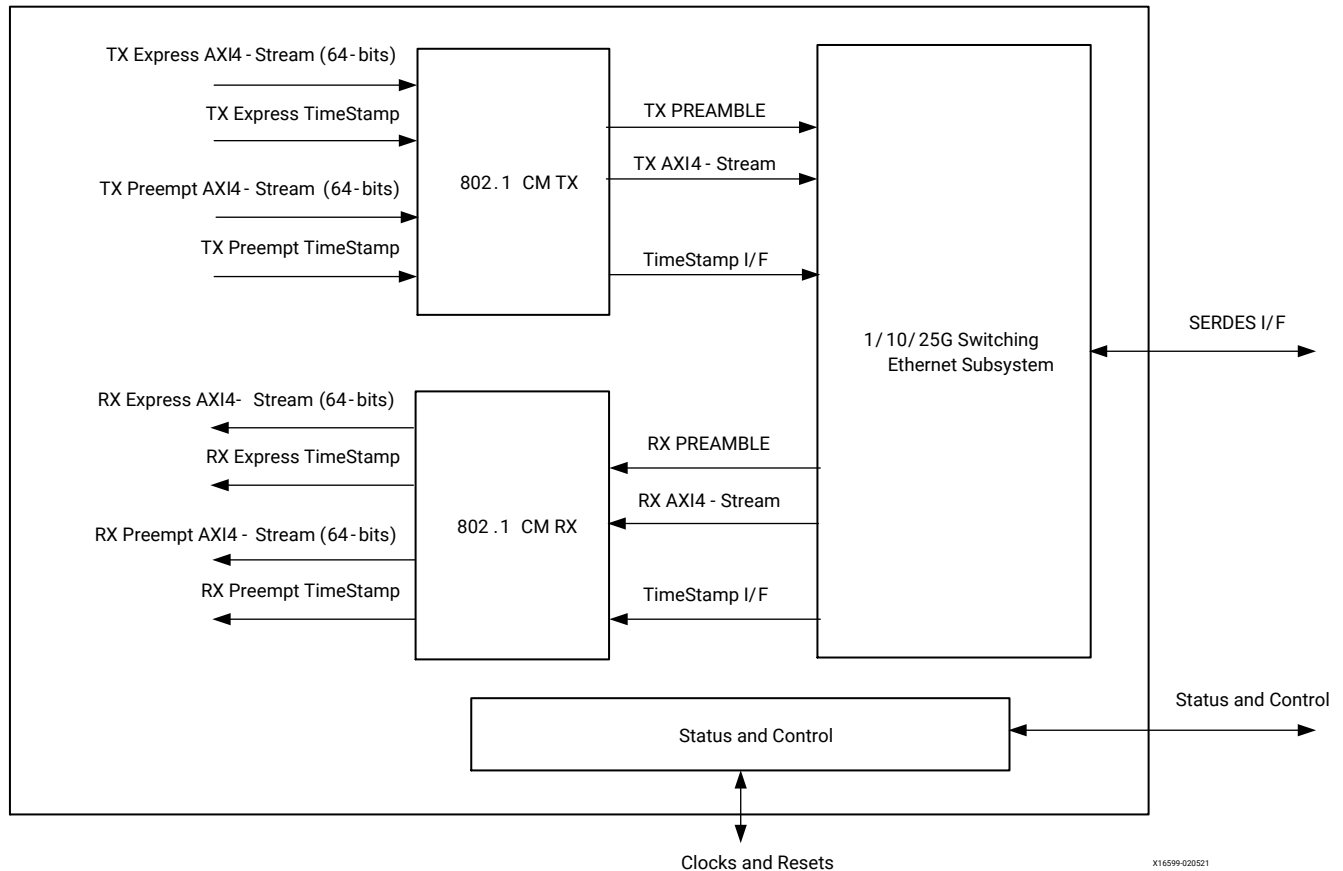 TX Express AXI4-Stream (64-bits)
TX Express TimeStamp
TX Preempt AXI4-Stream (64-bits)
TX Preempt TimeStamp
802.1 CM TX
TX PREAMBLE
TX AXI4 - Stream
TimeStamp I/F
1/10/25G Switching
Ethernet Subsystem
SERDES I/F
RX Express AXI4- Stream (64-bits)
RX Express TimeStamp
RX Preempt AXI4 - Stream (64-bits)
RX Preempt TimeStamp
802.1 CM RX
RX PREAMBLE
RX AXI4 - Stream
TimeStamp I/F
Status and Control
Status and Control
Clocks and Resets
X16599-020521